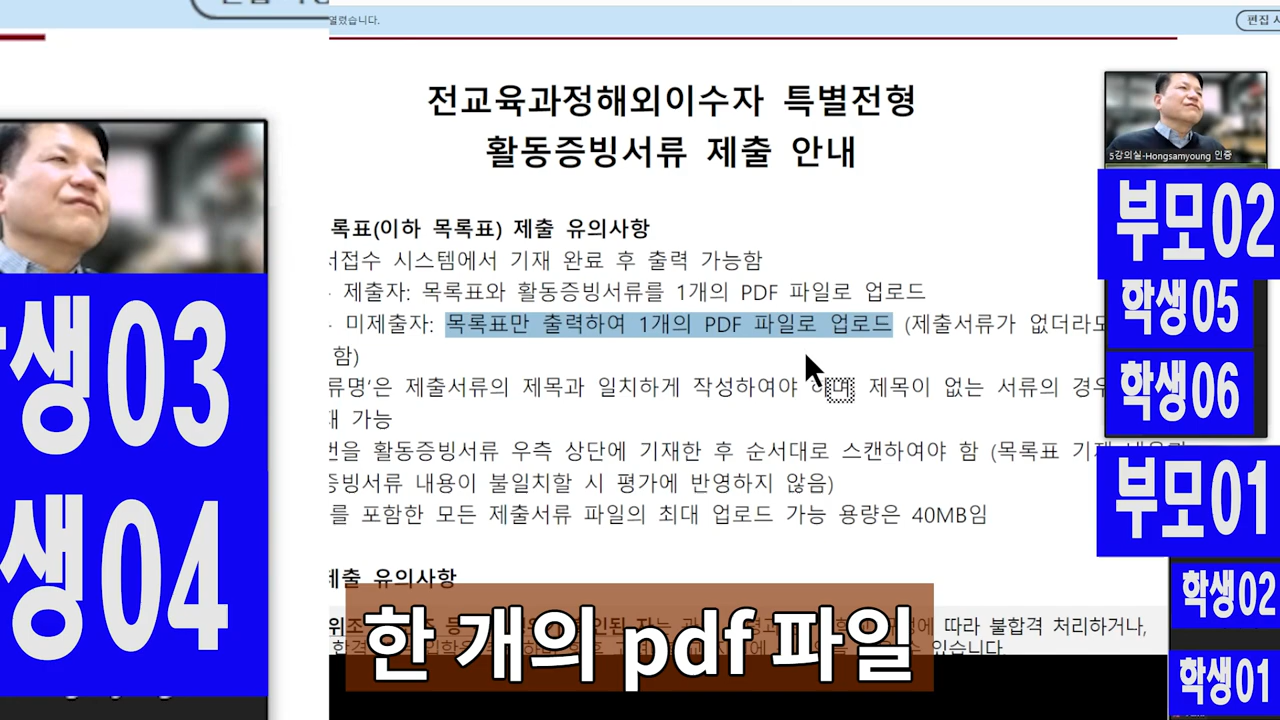 열렸습니다.
편집 사
전교육과정해외이수자 특별전형
활동증빙서류 제출 안내
록표(이하 목록표) 제출 유의사항
서접수 시스템에서 기재 완료 후 출력 가능함
- 제출자: 목록표와 활동증빙서류를 1개의 PDF 파일로 업로드
- 미제출자: 목록표만 출력하여 1개의 PDF 파일로 업로드 (제출서류가 없더라도
함)
류명'은 제출서류의 제목과 일치하게 작성하여야 제목이 없는 서류의 경우
재 가능
번을 활동증빙서류 우측 상단에 기재한 후 순서대로 스캔하여야 함 (목록표 기재
증빙서류 내용이 불일치할 시 평가에 반영하지 않음)
를 포함한 모든 제출서류 파일의 최대 업로드 가능 용량은 40MB임
제출 유의사항
따라 불합격 처리하거나,
있습니다
한 개의 pdf 파일
생03
생04
5강의실-Hongsamyoung 인증
부모02
학생05
학생06
부모01
학생02
학생01